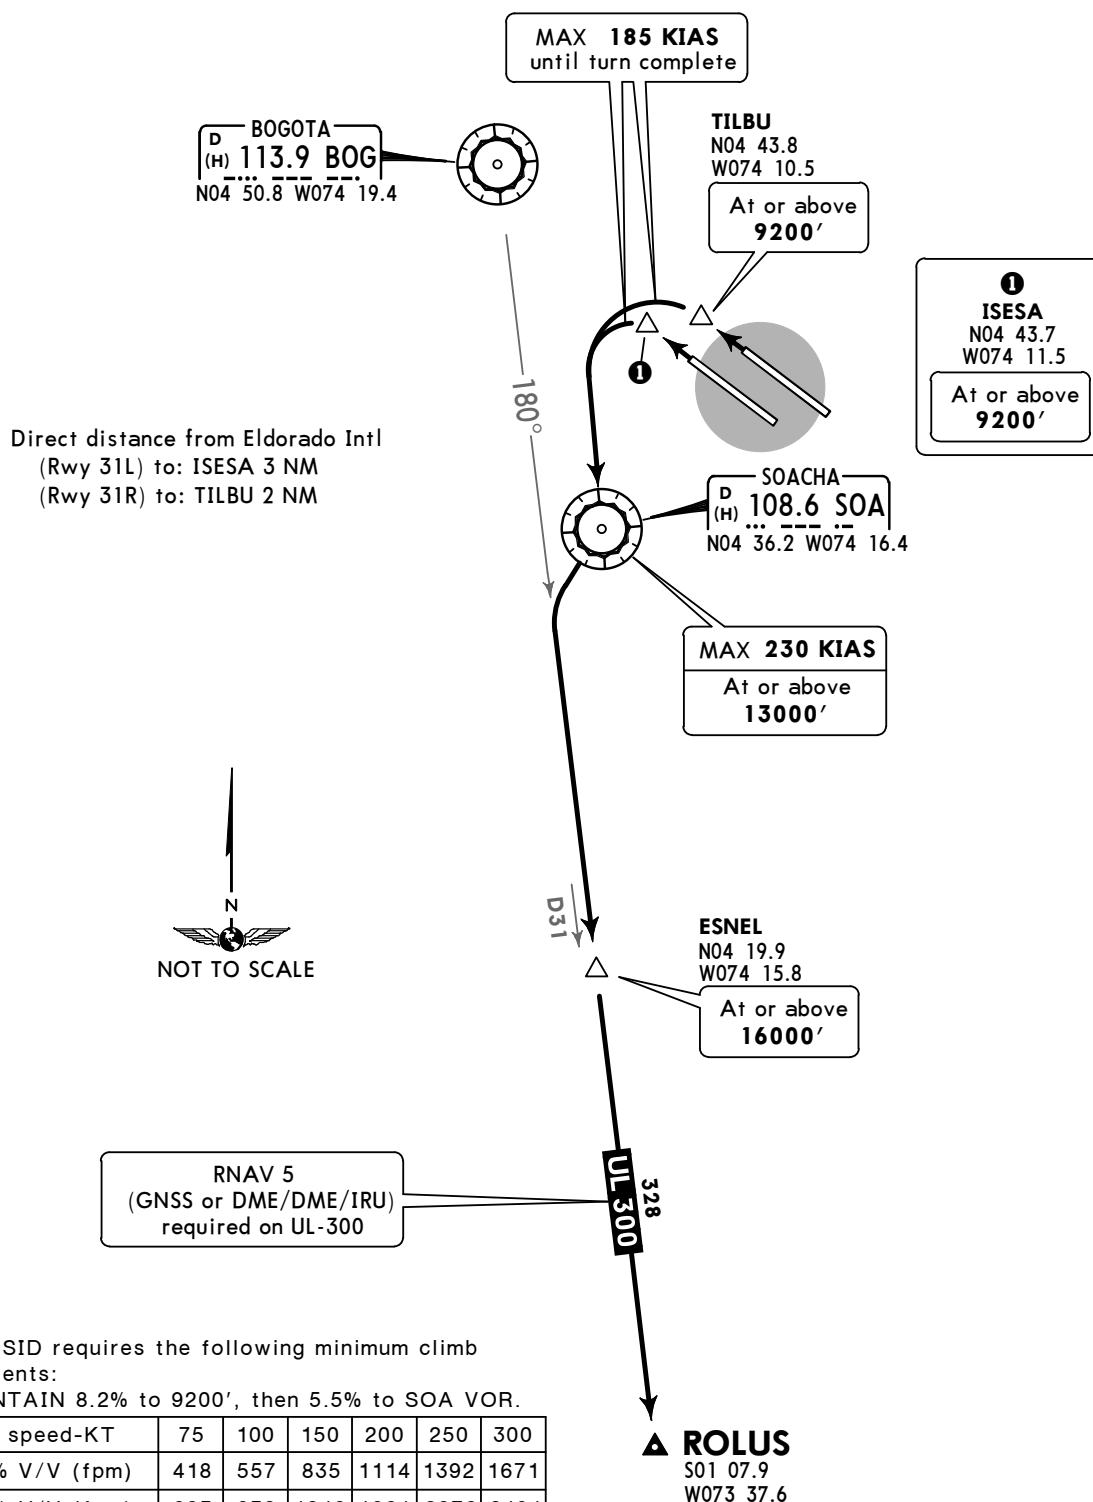 MAX 185 KIAS
until turn complete
BOGOTA
D
(H) 113.9 BOG
N04 50.8 W074 19.4
TILBU
N04 43.8
W074 10.5
At or above
9200'
1
ISESA
N04 43.7
W074 11.5
At or above
9200'
1
180°
Direct distance from Eldorado Intl
(Rwy 31L) to: ISESA 3 NM
(Rwy 31R) to: TILBU 2 NM
SOACHA
D
(H) 108.6 SOA
N04 36.2 W074 16.4
MAX 230 KIAS
At or above
13000'
N
NOT TO SCALE
D31
ESNEL
N04 19.9
W074 15.8
At or above
16000'
RNAV 5
(GNSS or DME/DME/IRU)
required on UL-300
UL 300
328
SID requires the following minimum climb
ents:
NTAIN 8.2% to 9200', then 5.5% to SOA VOR.
speed-KT 75 100 150 200 250 300
% V/V (fpm) 418 557 835 1114 1392 1671
ROLUS
S01 07.9
W073 37.6